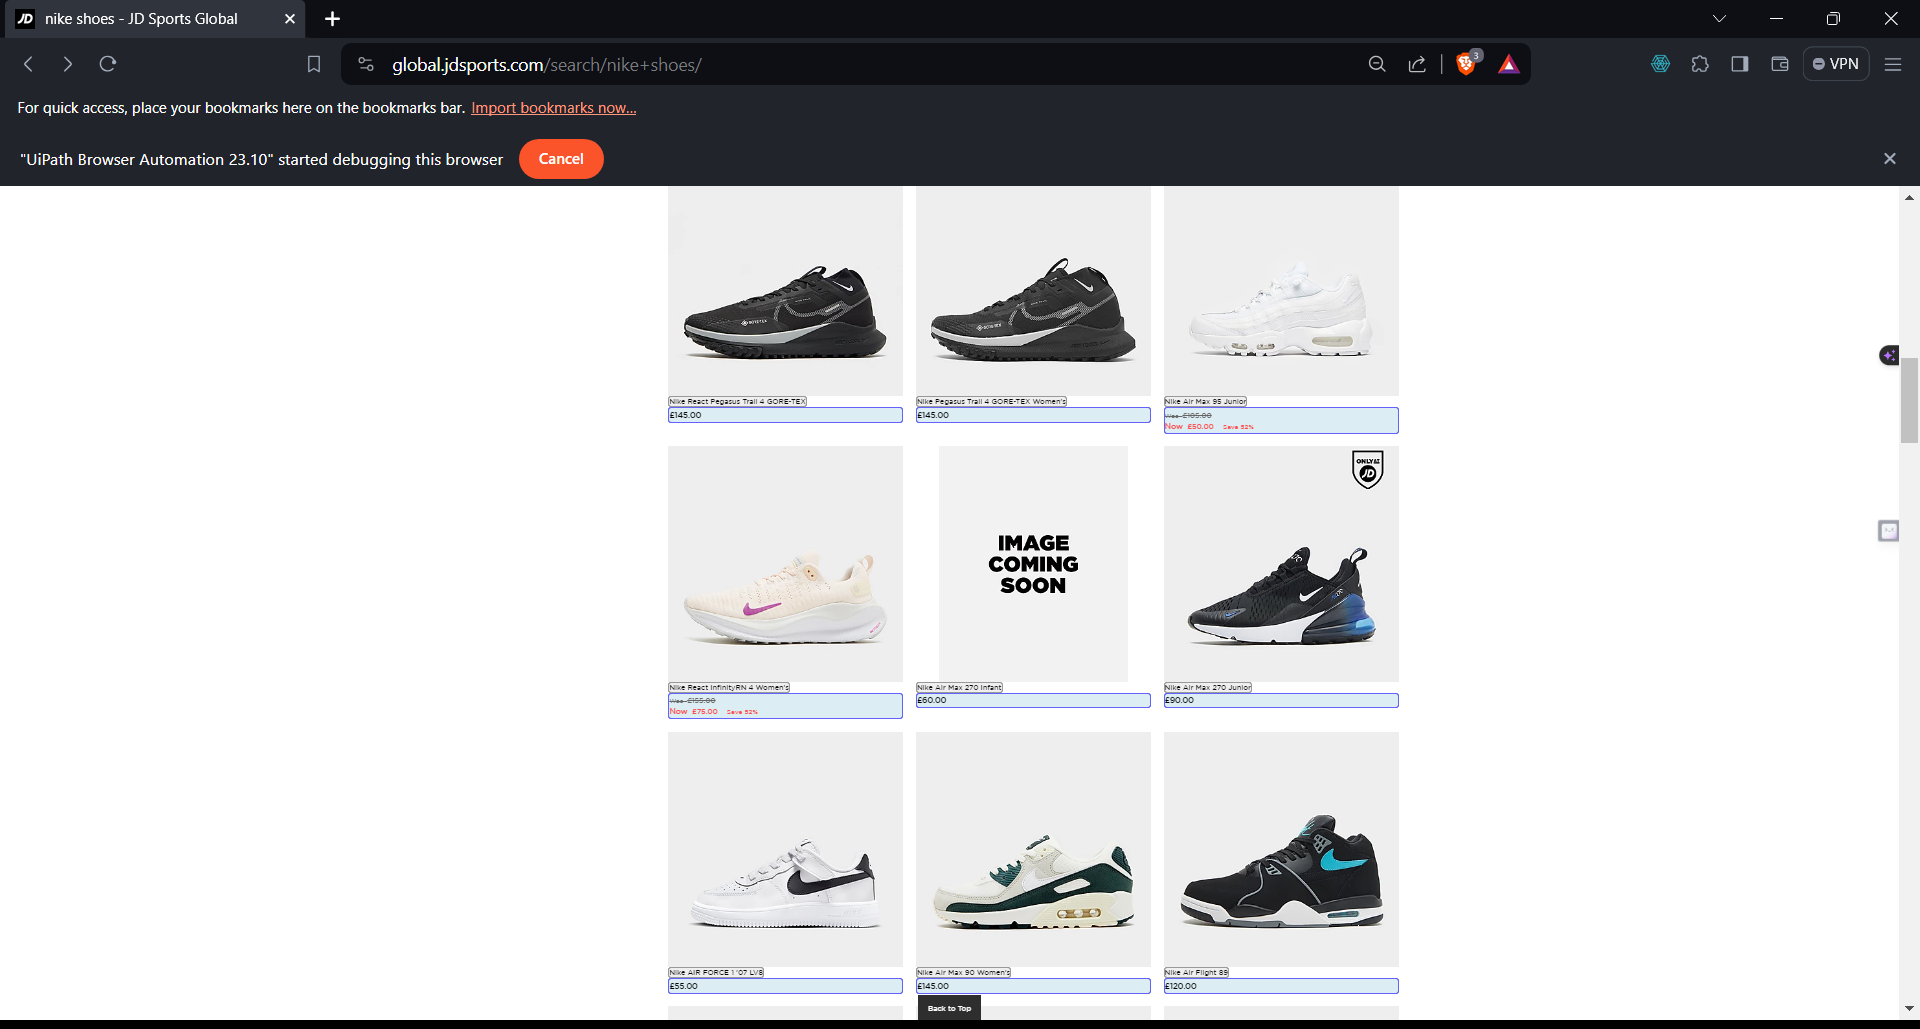 nike shoes - JD Sports Global
global.jdsports.com/search/nike+shoes/
3
VPN
For quick access, place your bookmarks here on the bookmarks bar. Import bookmarks now...
"UiPath Browser Automation 23.10" started debugging this browser
Cancel
Nike React Pegasus Trail 4 GORE-TEX
£145.00
Nike Pegasus Trail 4 GORE-TEX Women's
£145.00
Nike Air Max 95 Junior
Was £105.00
Now £50.00 Save 52%
ONLY AT
JD
IMAGE
COMING
SOON
Nike React InfinityRN 4 Women's
Was £155.00
Now £75.00 Save 52%
Nike Air Max 270 Infant
£60.00
Nike Air Max 270 Junior
£90.00
Nike AIR FORCE 1 '07 LV8
£55.00
Nike Air Max 90 Women's
£145.00
Nike Air Flight 89
£120.00
Back to Top